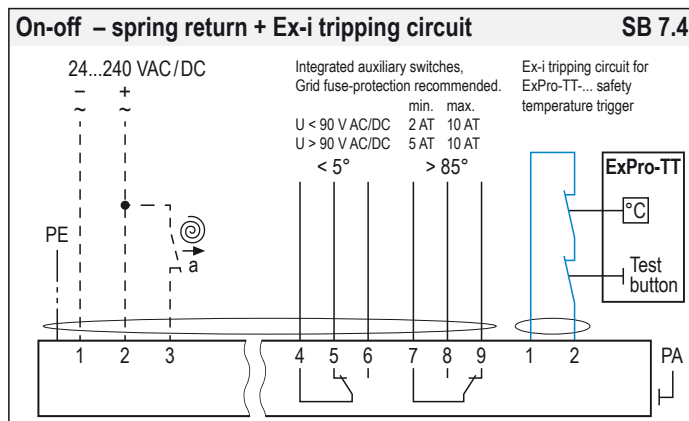 On-off – spring return + Ex-i tripping circuit SB 7.4
24...240 VAC/DC
– +
~ ~
PE
a
Integrated auxiliary switches,
Grid fuse-protection recommended.
min. max.
U < 90 V AC/DC 2 AT 10 AT
U > 90 V AC/DC 5 AT 10 AT
< 5° > 85°
Ex-i tripping circuit for
ExPro-TT-... safety
temperature trigger
ExPro-TT
°C
Test
button
1 2 3 4 5 6 7 8 9 1 2 PA